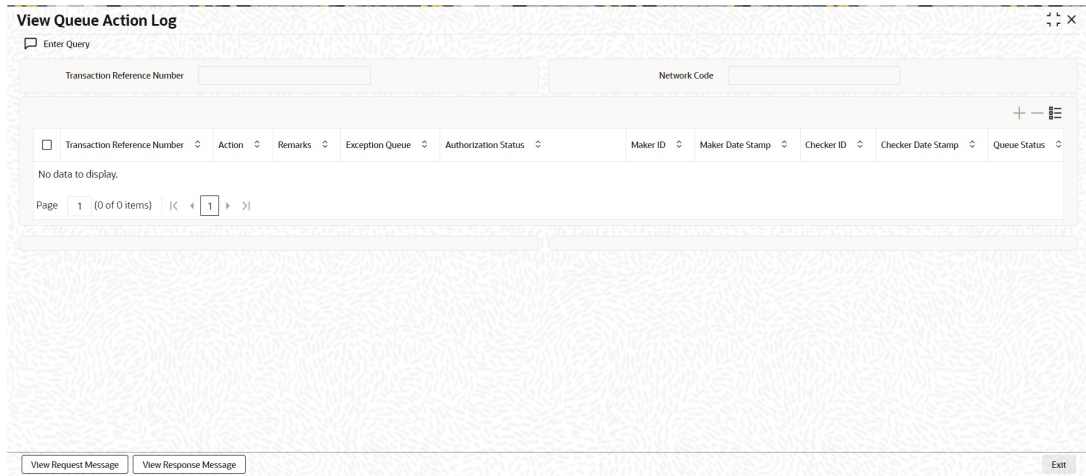 View Queue Action Log
Enter Query
Transaction Reference Number
Network Code
Transaction Reference Number Action Remarks Exception Queue Authorization Status Maker ID Maker Date Stamp Checker ID Checker Date Stamp Queue Status
No data to display.
Page 1 (0 of 0 items) 1
View Request Message View Response Message Exit